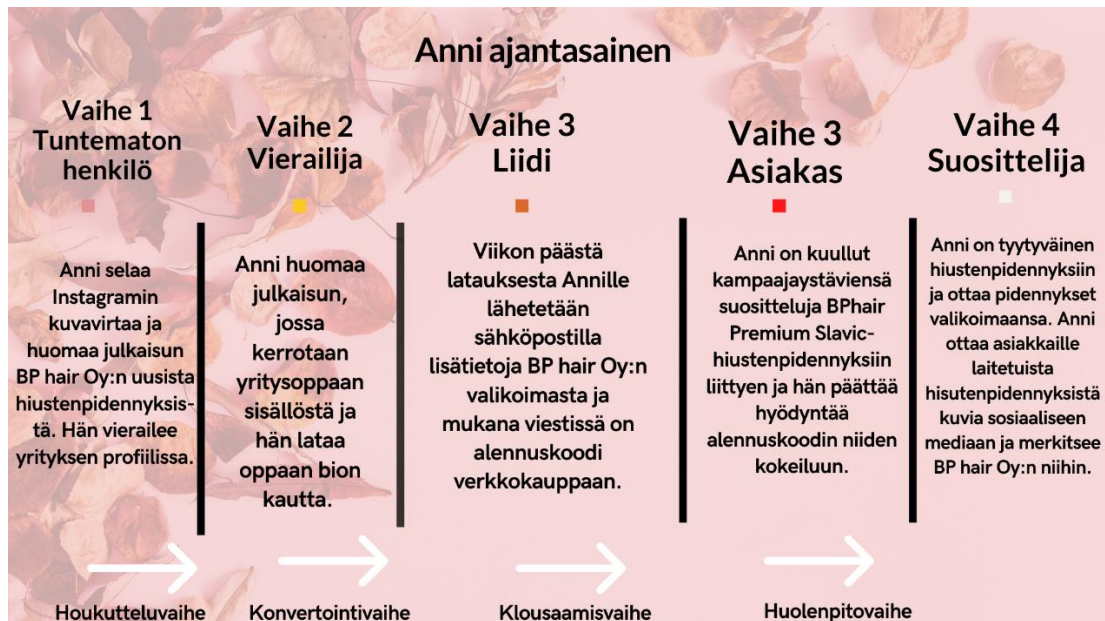 Anni ajantasainen
Vaihe 1
Tuntematon
henkilö
Anni selaa
Instagramin
kuvavirtaa ja
huomaa julkaisun
BP hair Oy:n uusista
hiustenpidennyksis-
tä. Hän vierailee
yrityksen profiilissa.
Vaihe 2
Vierailija
Anni huomaa
julkaisun,
jossa
kerrotaan
yritysoppaan
sisällöstä ja
hän lataa
oppaan bion
kautta.
Vaihe 3
Liidi
Viikon päästä
latauksesta Annille
lähetetään
sähköpostilla
lisätietoja BP hair Oy:n
valikoimasta ja
mukana viestissä on
alennuskoodi
verkkokauppaan.
Vaihe 3
Asiakas
Anni on kuullut
kampaajaystäviensä
suositteluja BPhair
Premium Slavic-
hiustenpidennyksiin
liittyen ja hän päättää
hyödyntää
alennuskoodin niiden
kokeiluun.
Vaihe 4
Suosittelija
Anni on tyytyväinen
hiustenpidennyksiin
ja ottaa pidennykset
valikoimaansa. Anni
ottaa asiakkaille
laitetuista
hisutenpidennyksistä
kuvia sosiaaliseen
mediaan ja merkitsee
BP hair Oy:n niihin.
Houkutteluvaihe
Konvertointivaihe
Klousaamisvaihe
Huolenpitovaihe